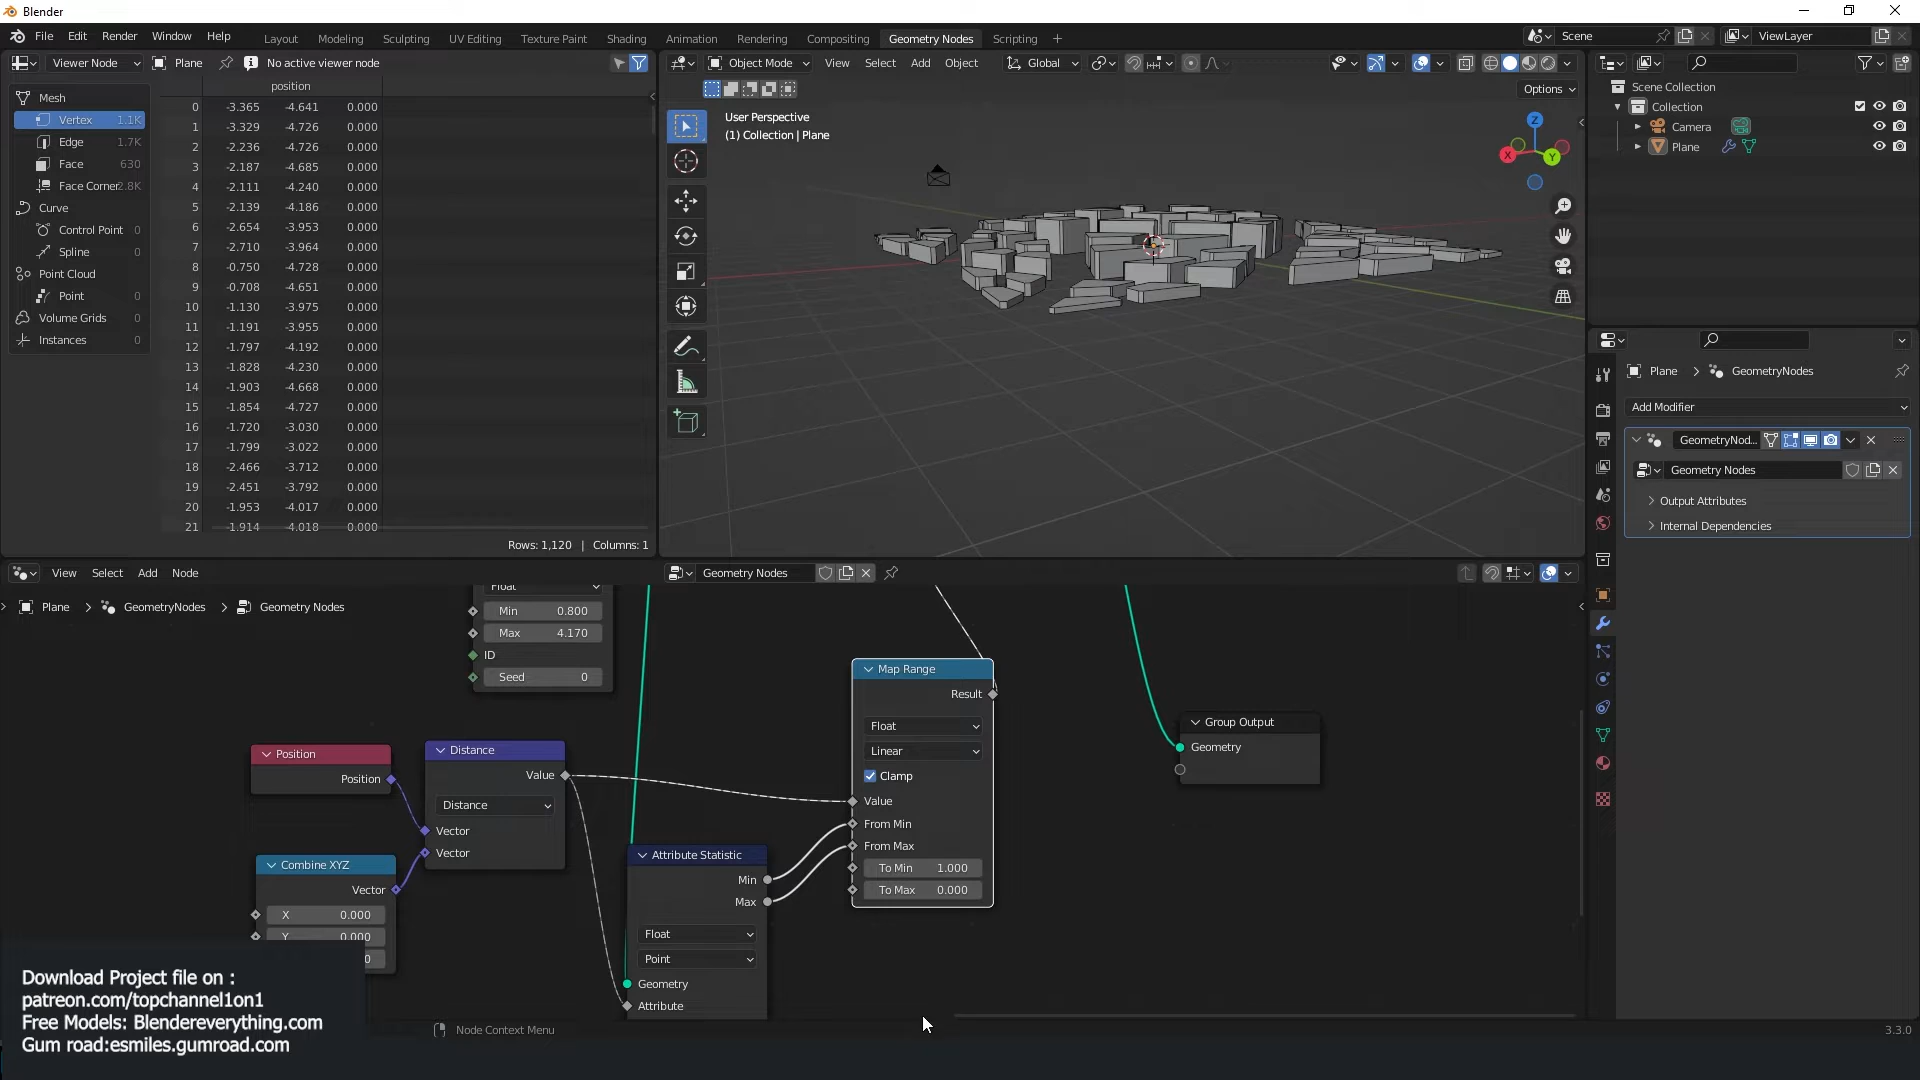 Blender
File Edit Render Window Help
Layout Modeling Sculpting UV Editing Texture Paint Shading Animation Rendering Compositing Geometry Nodes Scripting +
Scene
ViewLayer
Viewer Node Plane No active viewer node
position
Mesh
Vertex 1.1K
Edge 1.7K
Face 630
Face Corner 2.8K
Curve
Control Point 0
Spline 0
Point Cloud
Point 0
Volume Grids 0
Instances 0
0 -3.365 -4.641 0.000
1 -3.329 -4.726 0.000
2 -2.236 -4.726 0.000
3 -2.187 -4.685 0.000
4 -2.111 -4.240 0.000
5 -2.139 -4.186 0.000
6 -2.654 -3.953 0.000
7 -2.710 -3.964 0.000
8 -0.750 -4.728 0.000
9 -0.708 -4.651 0.000
10 -1.130 -3.975 0.000
11 -1.191 -3.955 0.000
12 -1.797 -4.192 0.000
13 -1.828 -4.230 0.000
14 -1.903 -4.668 0.000
15 -1.854 -4.727 0.000
16 -1.720 -3.030 0.000
17 -1.799 -3.022 0.000
18 -2.466 -3.712 0.000
19 -2.451 -3.792 0.000
20 -1.953 -4.017 0.000
21 -1.914 -4.018 0.000
Rows: 1,120 | Columns: 1
Object Mode View Select Add Object Global
Options
User Perspective
(1) Collection | Plane
Z
X
Y
Scene Collection
Collection
Camera
Plane
Plane GeometryNodes
Add Modifier
GeometryNod...
Geometry Nodes
Output Attributes
Internal Dependencies
View Select Add Node
Geometry Nodes
Plane GeometryNodes Geometry Nodes
Float
Min 0.800
Max 4.170
ID
Seed 0
Position
Position
Combine XYZ
Vector
X 0.000
Y 0.000
0
Distance
Value
Distance
Vector
Vector
Attribute Statistic
Min
Max
Float
Point
Geometry
Attribute
Map Range
Result
Float
Linear
Clamp
Value
From Min
From Max
To Min 1.000
To Max 0.000
Group Output
Geometry
Download Project file on :
patreon.com/topchannel1on1
Free Models: Blendereverything.com
Gum road:esmiles.gumroad.com
Node Context Menu
3.3.0